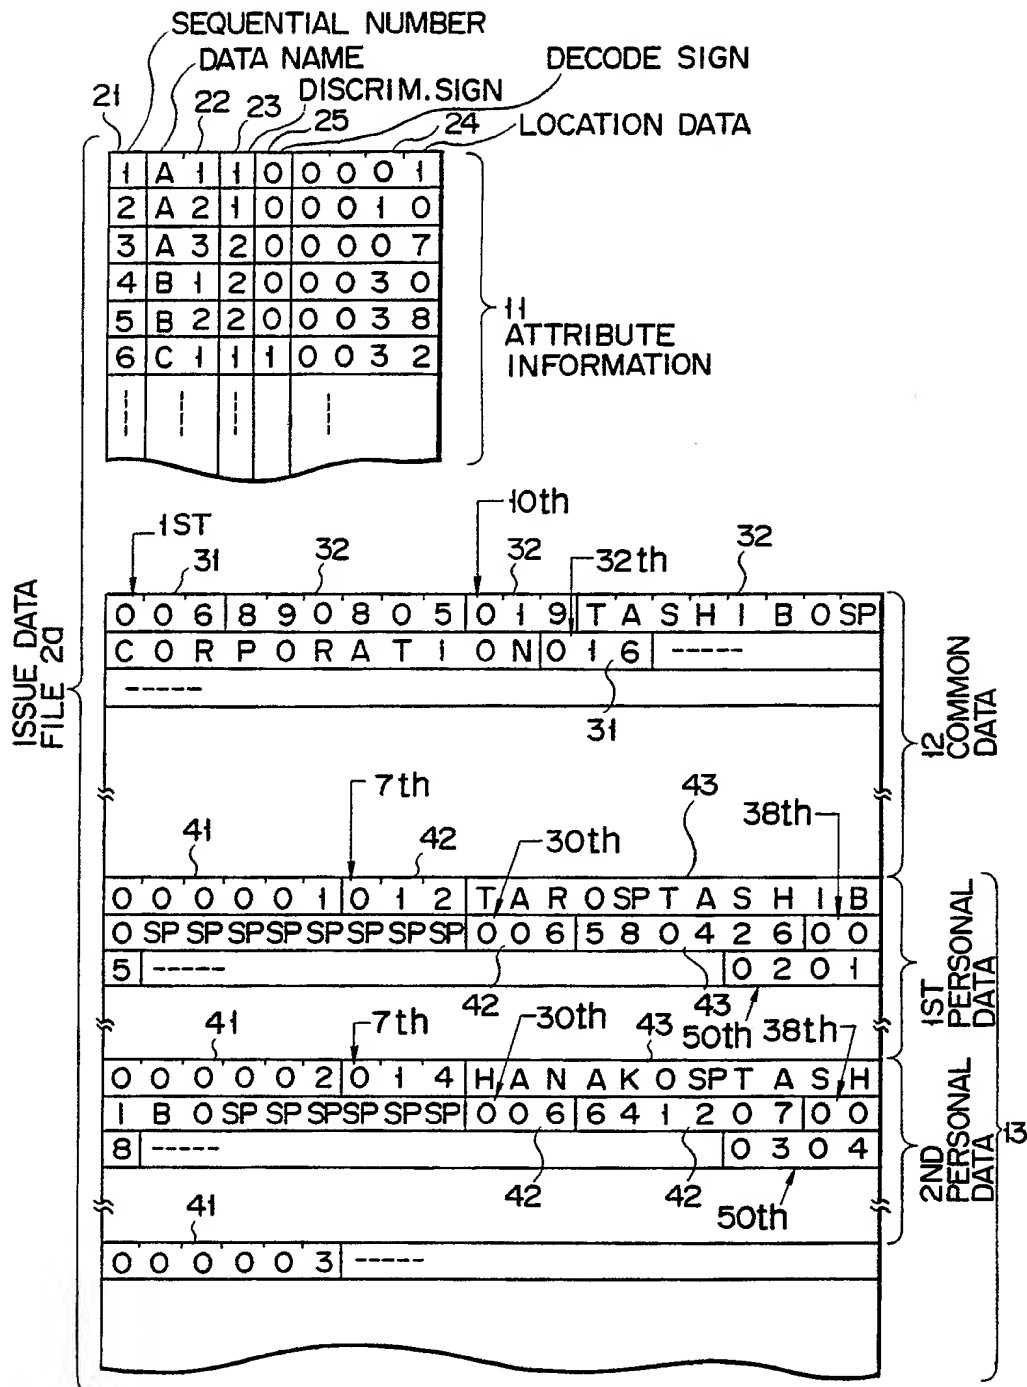 SEQUENTIAL NUMBER
DATA NAME
DECODE SIGN
DISCRIM.SIGN
21 22 23 25 24
LOCATION DATA
1 A 1 1 0 0 0 0 1
2 A 2 1 0 0 0 1 0
3 A 3 2 0 0 0 0 7
4 B 1 2 0 0 0 3 0
5 B 2 2 0 0 0 3 8
6 C 1 1 1 0 0 3 2
11
ATTRIBUTE
INFORMATION
ISSUE DATA
FILE 2a
1ST 10th
31 32 32 32th 32
0 0 6 8 9 0 8 0 5 0 1 9 T A S H I B O SP
C O R P O R A T I O N 0 1 6 -----
-----
31
12
COMMON
DATA
7th 43
41 42 30th 38th
0 0 0 0 0 1 0 1 2 T A R O SP T A S H I B
O SP SP SP SP SP SP SP SP 0 0 6 5 8 0 4 2 6 0 0
5 ----- 0 2 0 1
42 43 50th
1ST
PERSONAL
DATA
41 7th 30th 43 38th
0 0 0 0 0 2 0 1 4 H A N A K O SP T A S H
I B O SP SP SP SP SP SP 0 0 6 6 4 1 2 0 7 0 0
8 ----- 0 3 0 4
42 42 50th
2ND
PERSONAL
DATA
13
41
0 0 0 0 0 3 -----